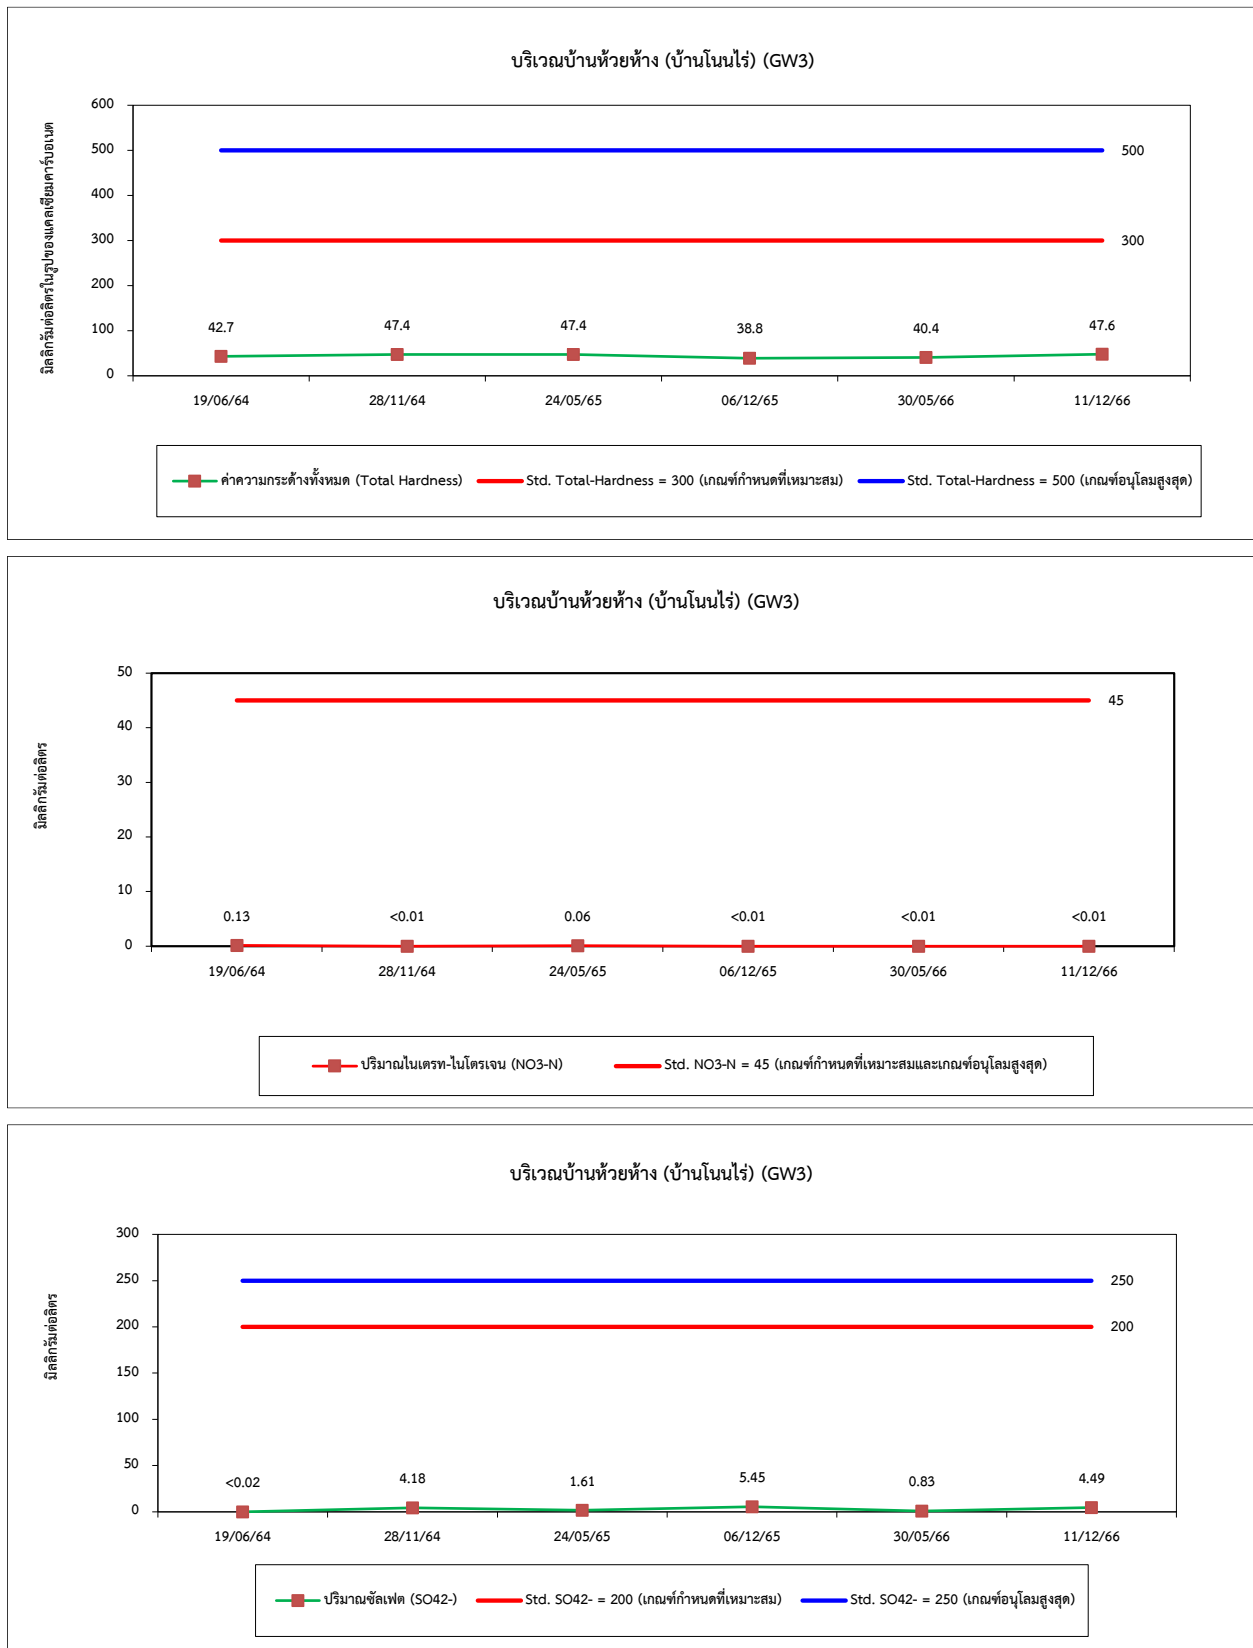 บริเวณบ้านห้วยห้าง (บ้านโนนไร่) (GW3)
มิลลิกรัมต่อลิตรในรูปของแคลเซียมคาร์บอเนต
600
500
400
300
200
100
0
500
300
42.7 47.4 47.4 38.8 40.4 47.6
19/06/64 28/11/64 24/05/65 06/12/65 30/05/66 11/12/66
ค่าความกระด้างทั้งหมด (Total Hardness) Std. Total-Hardness = 300 (เกณฑ์กำหนดที่เหมาะสม) Std. Total-Hardness = 500 (เกณฑ์อนุโลมสูงสุด)
บริเวณบ้านห้วยห้าง (บ้านโนนไร่) (GW3)
มิลลิกรัมต่อลิตร
50
40
30
20
10
0
45
0.13 <0.01 0.06 <0.01 <0.01 <0.01
19/06/64 28/11/64 24/05/65 06/12/65 30/05/66 11/12/66
ปริมาณไนเตรท-ไนโตรเจน (NO3-N) Std. NO3-N = 45 (เกณฑ์กำหนดที่เหมาะสมและเกณฑ์อนุโลมสูงสุด)
บริเวณบ้านห้วยห้าง (บ้านโนนไร่) (GW3)
มิลลิกรัมต่อลิตร
300
250
200
150
100
50
0
250
200
<0.02 4.18 1.61 5.45 0.83 4.49
19/06/64 28/11/64 24/05/65 06/12/65 30/05/66 11/12/66
ปริมาณซัลเฟต (SO42-) Std. SO42- = 200 (เกณฑ์กำหนดที่เหมาะสม) Std. SO42- = 250 (เกณฑ์อนุโลมสูงสุด)